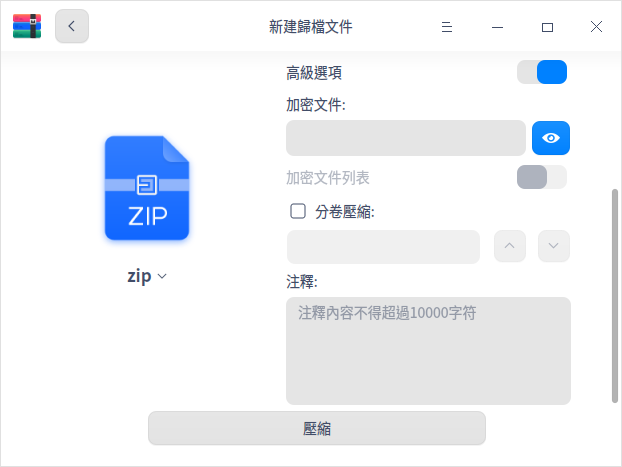 新建歸檔文件
高級選項
加密文件:
ZIP
zip
加密文件列表
分卷壓縮:
注釋:
注釋內容不得超過10000字符
壓縮